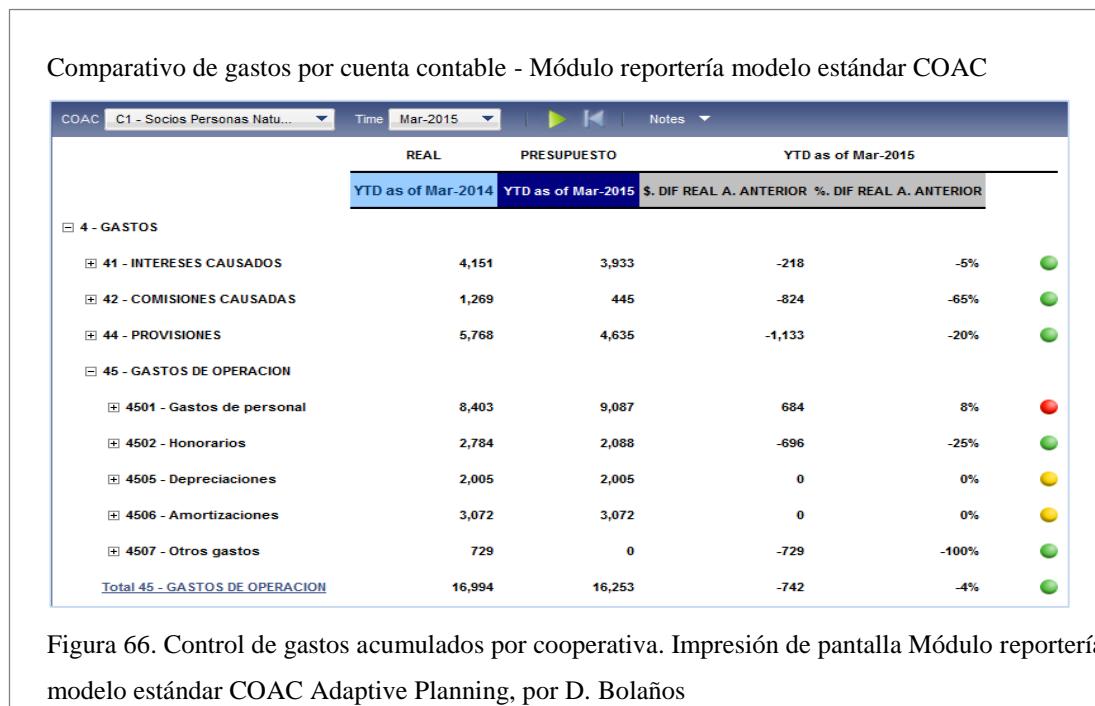 Comparativo de gastos por cuenta contable - Módulo reportería modelo estándar COAC
COAC C1 - Socios Personas Natu... Time Mar-2015 Notes
REAL PRESUPUESTO YTD as of Mar-2015
YTD as of Mar-2014 YTD as of Mar-2015 $. DIF REAL A. ANTERIOR %. DIF REAL A. ANTERIOR
4 - GASTOS
41 - INTERESES CAUSADOS 4,151 3,933 -218 -5%
42 - COMISIONES CAUSADAS 1,269 445 -824 -65%
44 - PROVISIONES 5,768 4,635 -1,133 -20%
45 - GASTOS DE OPERACION
4501 - Gastos de personal 8,403 9,087 684 8%
4502 - Honorarios 2,784 2,088 -696 -25%
4505 - Depreciaciones 2,005 2,005 0 0%
4506 - Amortizaciones 3,072 3,072 0 0%
4507 - Otros gastos 729 0 -729 -100%
Total 45 - GASTOS DE OPERACION 16,994 16,253 -742 -4%
Figura 66. Control de gastos acumulados por cooperativa. Impresión de pantalla Módulo reportería
modelo estándar COAC Adaptive Planning, por D. Bolaños